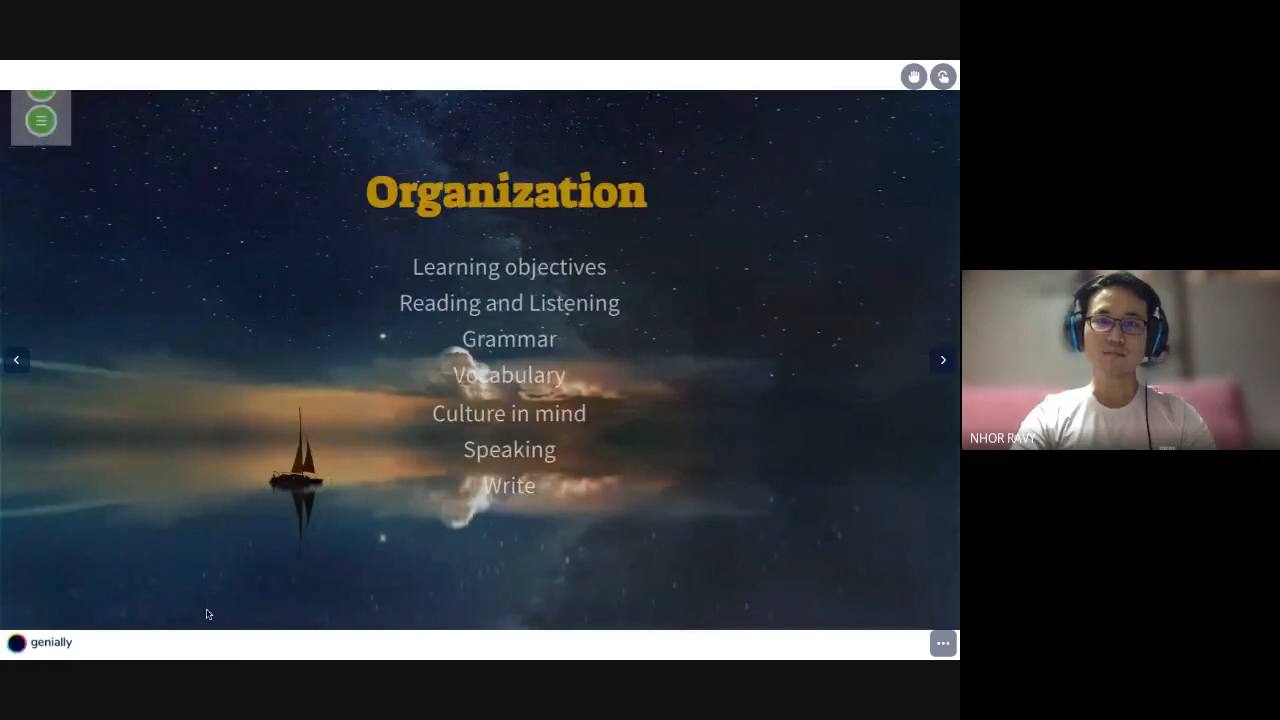 Organization
Learning objectives
Reading and Listening
Grammar
Vocabulary
Culture in mind
Speaking
Write
NHOR RAVY
genially